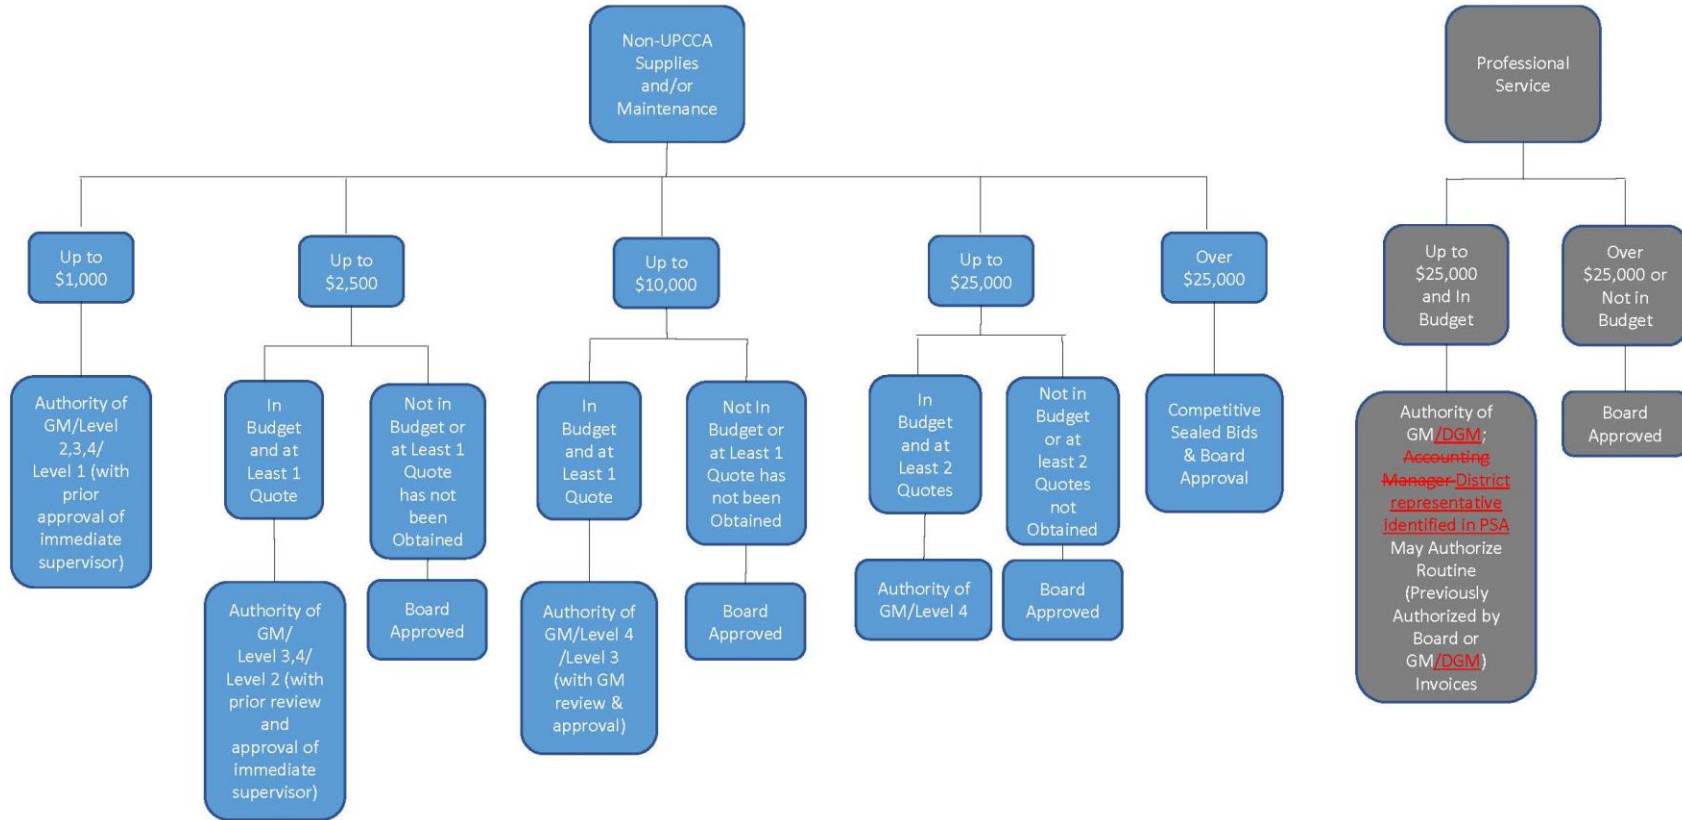 Non-UPCCA
Supplies
and/or
Maintenance
Professional
Service
Up to
$1,000
Up to
$2,500
Up to
$10,000
Up to
$25,000
Over
$25,000
Up to
$25,000
and In
Budget
Over
$25,000 or
Not in
Budget
Authority of
GM/Level
2,3,4/
Level 1 (with
prior
approval of
immediate
supervisor)
In
Budget
and at
Least 1
Quote
Not in
Budget or
at Least 1
Quote
has not
been
Obtained
In
Budget
and at
Least 1
Quote
Not In
Budget or
at Least 1
Quote has
not been
Obtained
In
Budget
and at
Least 2
Quotes
Not in
Budget
or at
least 2
Quotes
not
Obtained
Competitive
Sealed Bids
& Board
Approval
Authority of
GM/DGM;
Accounting
Manager District
representative
identified in PSA
May Authorize
Routine
(Previously
Authorized by
Board or
GM/DGM)
Invoices
Board
Approved
Authority of
GM/
Level 3,4/
Level 2 (with
prior review
and
approval of
immediate
supervisor)
Board
Approved
Authority of
GM/Level 4
/Level 3
(with GM
review &
approval)
Board
Approved
Authority of
GM/Level 4
Board
Approved